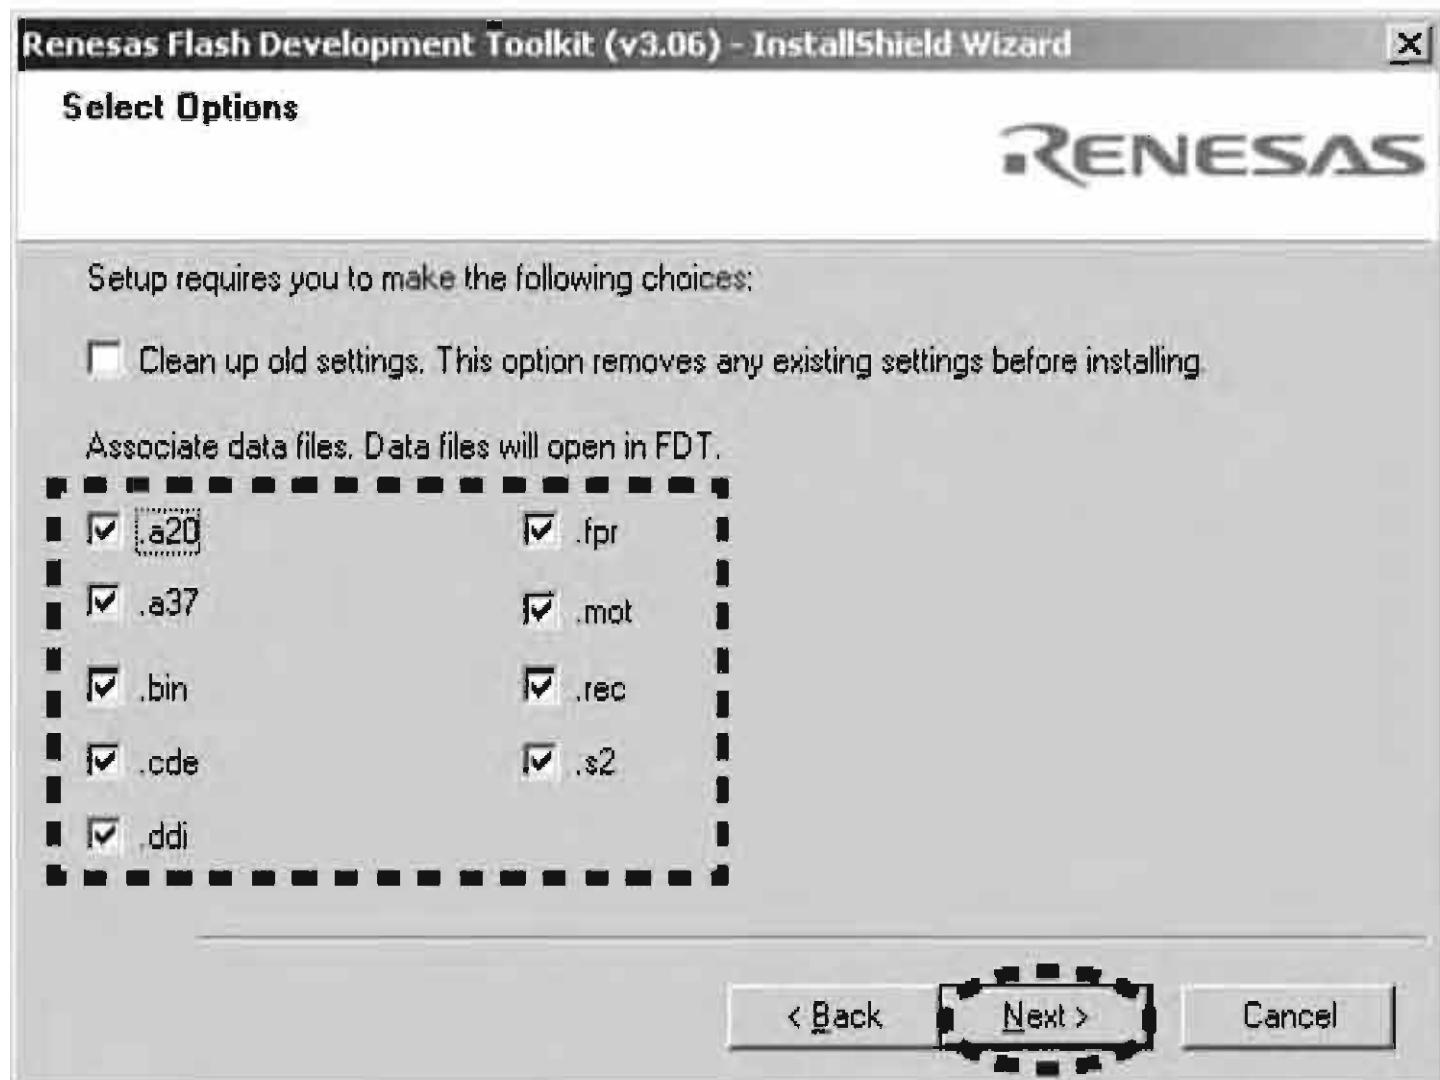 Renesas Flash Development Toolkit (v3.06) - InstallShield Wizard
Select Options
RENESAS
Setup requires you to make the following choices:
Clean up old settings. This option removes any existing settings before installing.
Associate data files. Data files will open in FDT.
.a20
.fpr
.a37
.mot
.bin
.rec
.cde
.s2
.ddi
< Back
Next >
Cancel